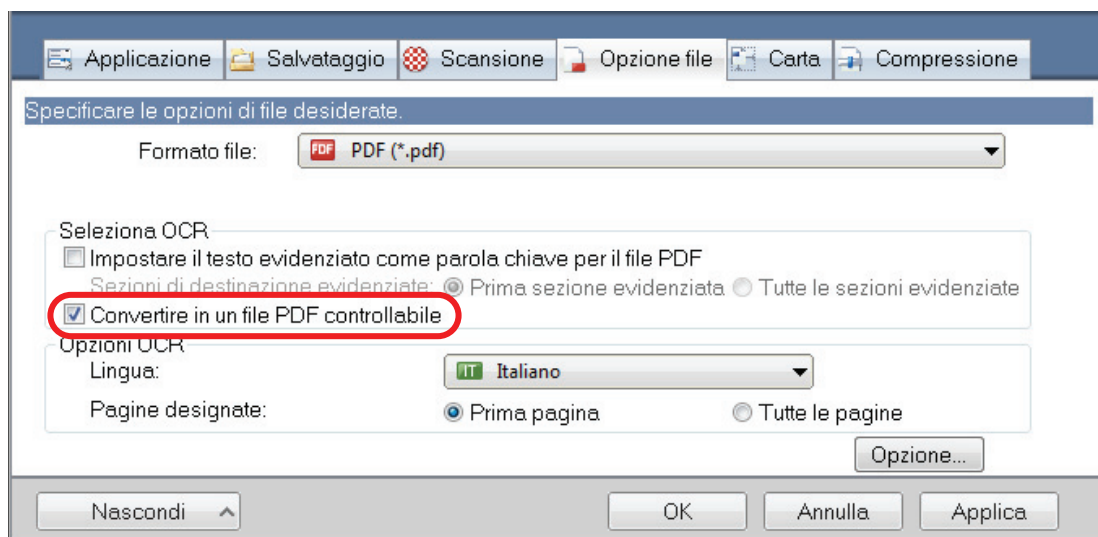 Applicazione Salvataggio Scansione Opzione file Carta Compressione
Specificare le opzioni di file desiderate.
Formato file: PDF PDF (*.pdf)
Seleziona OCR
Impostare il testo evidenziato come parola chiave per il file PDF
Sezioni di destinazione evidenziate: Prima sezione evidenziata Tutte le sezioni evidenziate
Convertire in un file PDF controllabile
Opzioni OCR
Lingua: IT Italiano
Pagine designate: Prima pagina Tutte le pagine
Opzione...
Nascondi OK Annulla Applica